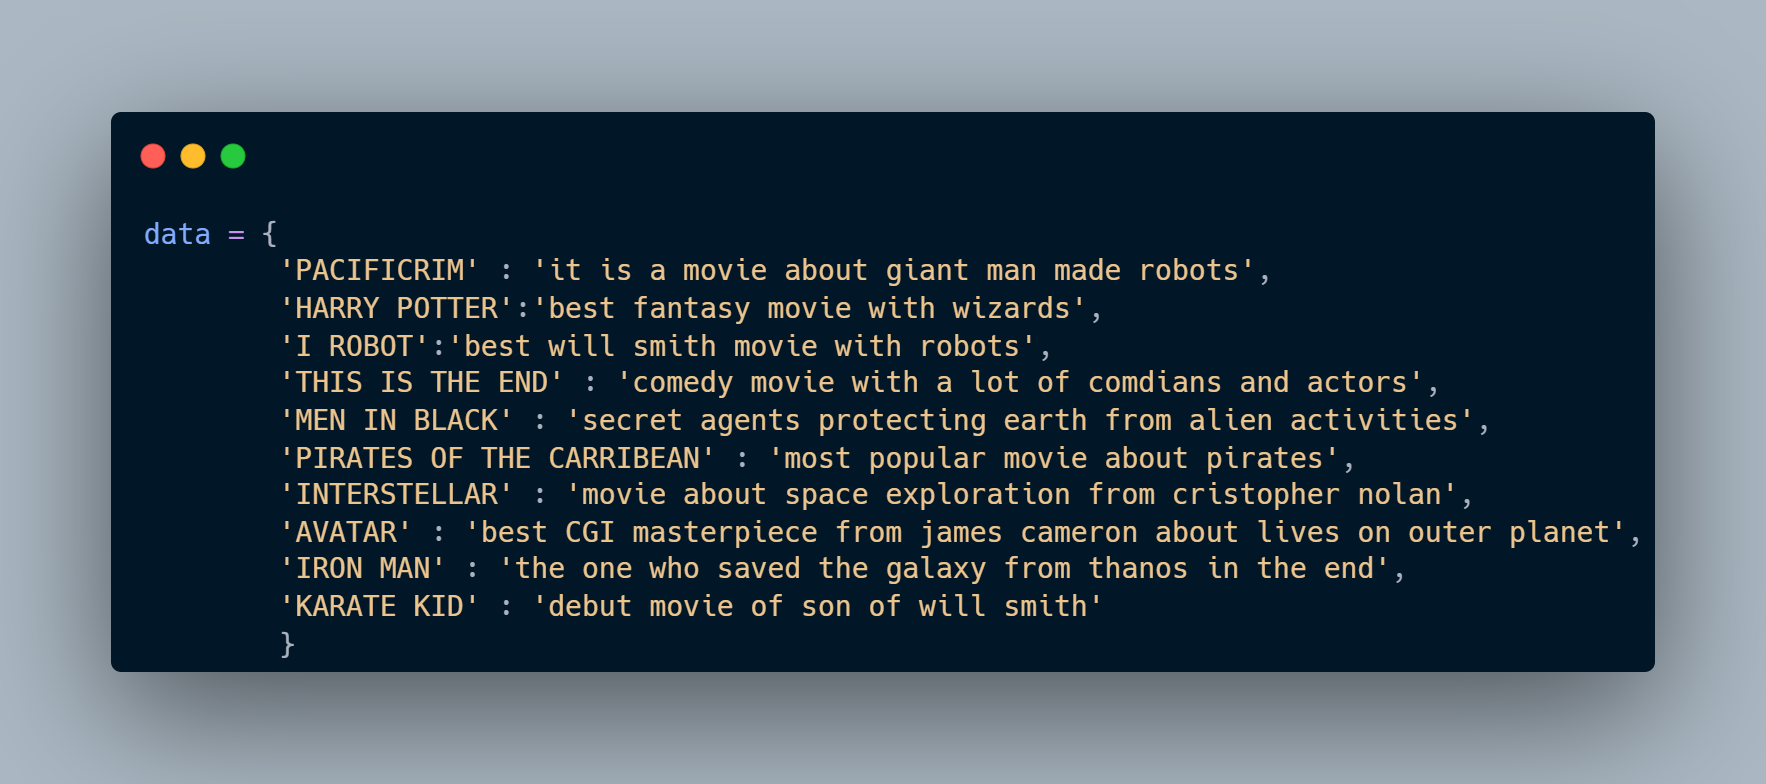 data = {
'PACIFICRIM' : 'it is a movie about giant man made robots',
'HARRY POTTER':'best fantasy movie with wizards',
'I ROBOT':'best will smith movie with robots',
'THIS IS THE END' : 'comedy movie with a lot of comdians and actors',
'MEN IN BLACK' : 'secret agents protecting earth from alien activities',
'PIRATES OF THE CARRIBEAN' : 'most popular movie about pirates',
'INTERSTELLAR' : 'movie about space exploration from cristopher nolan',
'AVATAR' : 'best CGI masterpiece from james cameron about lives on outer planet',
'IRON MAN' : 'the one who saved the galaxy from thanos in the end',
'KARATE KID' : 'debut movie of son of will smith'
}